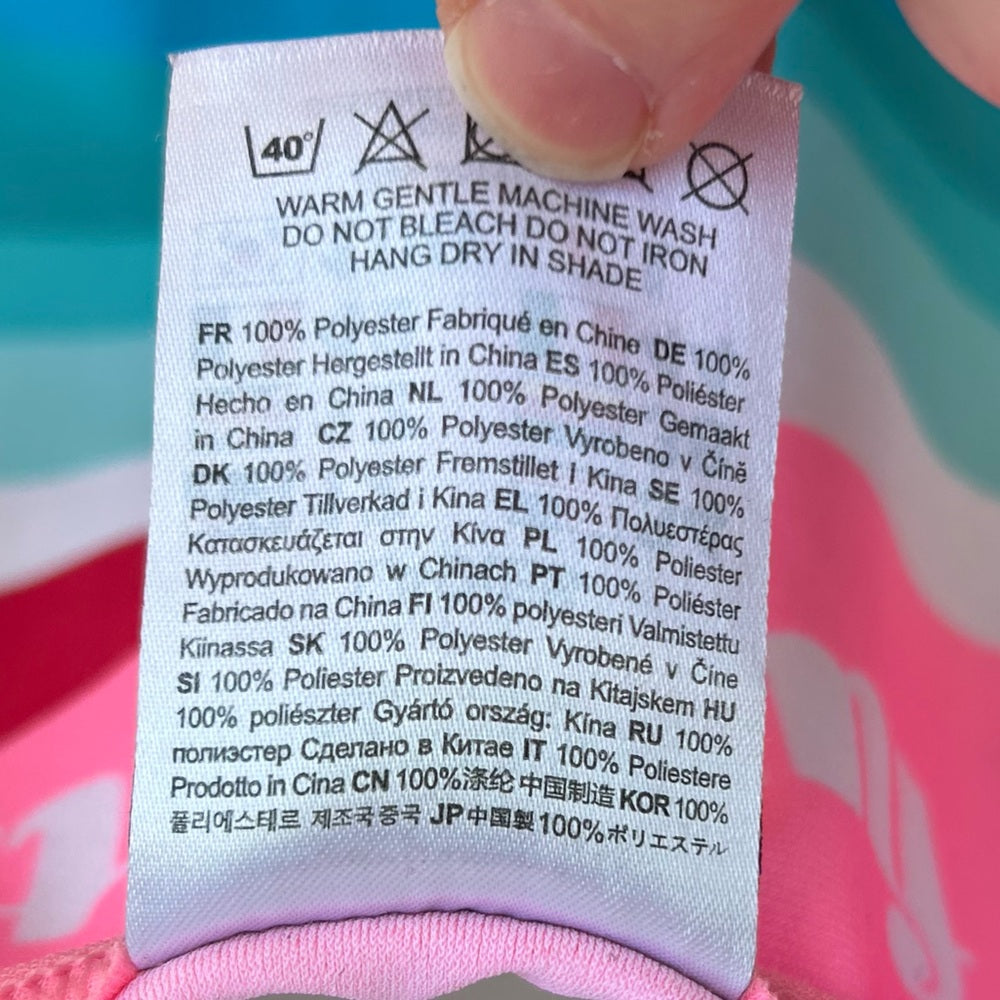 40°
WARM GENTLE MACHINE WASH
DO NOT BLEACH DO NOT IRON
HANG DRY IN SHADE
FR 100% Polyester Fabriqué en Chine DE 100%
Polyester Hergestellt in China ES 100% Poliéster
Hecho en China NL 100% Polyester Gemaakt
in China CZ 100% Polyester Vyrobeno v Číně
DK 100% Polyester Fremstillet i Kina SE 100%
Polyester Tillverkad i Kina EL 100% Πολυεστέρας
Κατασκευάζεται στην Κίνα PL 100% Poliester
Wyprodukowano w Chinach PT 100% Poliéster
Fabricado na China FI 100% polyesteri Valmistettu
Kiinassa SK 100% Polyester Vyrobené v Číne
SI 100% Poliester Proizvedeno na Kitajskem HU
100% poliészter Gyártó ország: Kína RU 100%
полиэстер Сделано в Китае IT 100% Poliestere
Prodotto in Cina CN 100%涤纶 中国制造 KOR 100%
폴리에스테르 제조국 중국 JP中国製100%ポリエステル